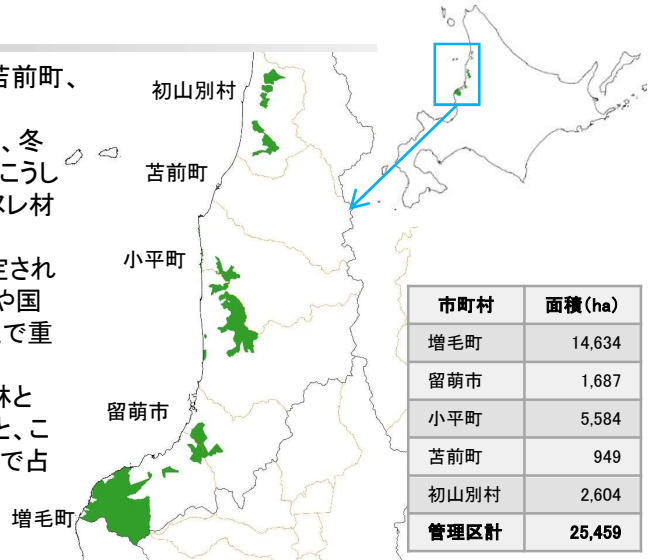 苫前町、
、冬
こうし
レ材
定され
や国
で重
林と
と、こ
で占
初山別村
苫前町
小平町
留萌市
増毛町
市町村 面積(ha)
増毛町 14,634
留萌市 1,687
小平町 5,584
苫前町 949
初山別村 2,604
管理区計 25,459